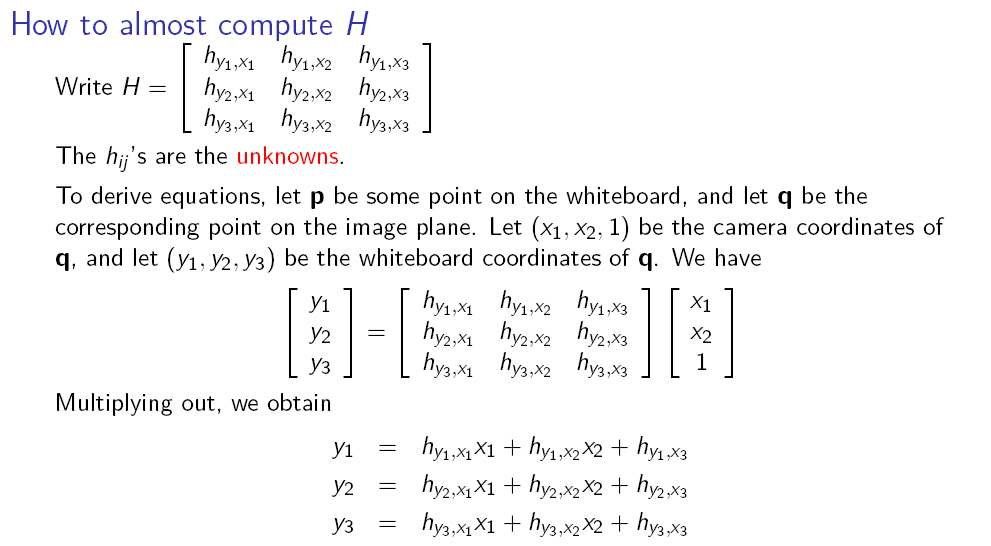 How to almost compute H
Write H = [ h_{y₁,x₁} h_{y₁,x₂} h_{y₁,x₃}
h_{y₂,x₁} h_{y₂,x₂} h_{y₂,x₃}
h_{y₃,x₁} h_{y₃,x₂} h_{y₃,x₃} ]
The h_{ij}'s are the unknowns.
To derive equations, let p be some point on the whiteboard, and let q be the
corresponding point on the image plane. Let (x₁, x₂, 1) be the camera coordinates of
q, and let (y₁, y₂, y₃) be the whiteboard coordinates of q. We have
[ y₁ ] [ h_{y₁,x₁} h_{y₁,x₂} h_{y₁,x₃} ] [ x₁ ]
[ y₂ ] = [ h_{y₂,x₁} h_{y₂,x₂} h_{y₂,x₃} ] [ x₂ ]
[ y₃ ] [ h_{y₃,x₁} h_{y₃,x₂} h_{y₃,x₃} ] [ 1 ]
Multiplying out, we obtain
y₁ = h_{y₁,x₁}x₁ + h_{y₁,x₂}x₂ + h_{y₁,x₃}
y₂ = h_{y₂,x₁}x₁ + h_{y₂,x₂}x₂ + h_{y₂,x₃}
y₃ = h_{y₃,x₁}x₁ + h_{y₃,x₂}x₂ + h_{y₃,x₃}